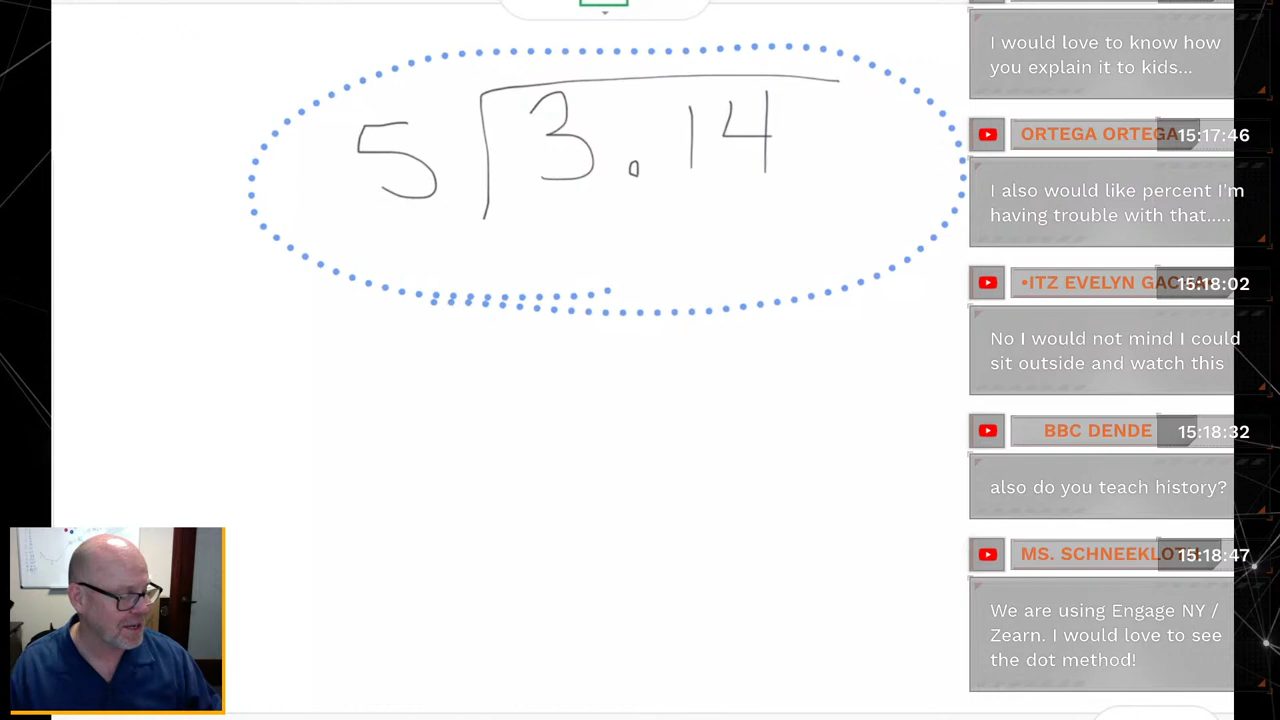 5 3.14
I would love to know how
you explain it to kids...
ORTEGA ORTEGA 15:17:46
I also would like percent I'm
having trouble with that.....
•ITZ EVELYN 15:18:02
No I would not mind I could
sit outside and watch this
BBC DENDE 15:18:32
also do you teach history?
MS. 15:18:47
We are using Engage NY /
Zearn. I would love to see
the dot method!